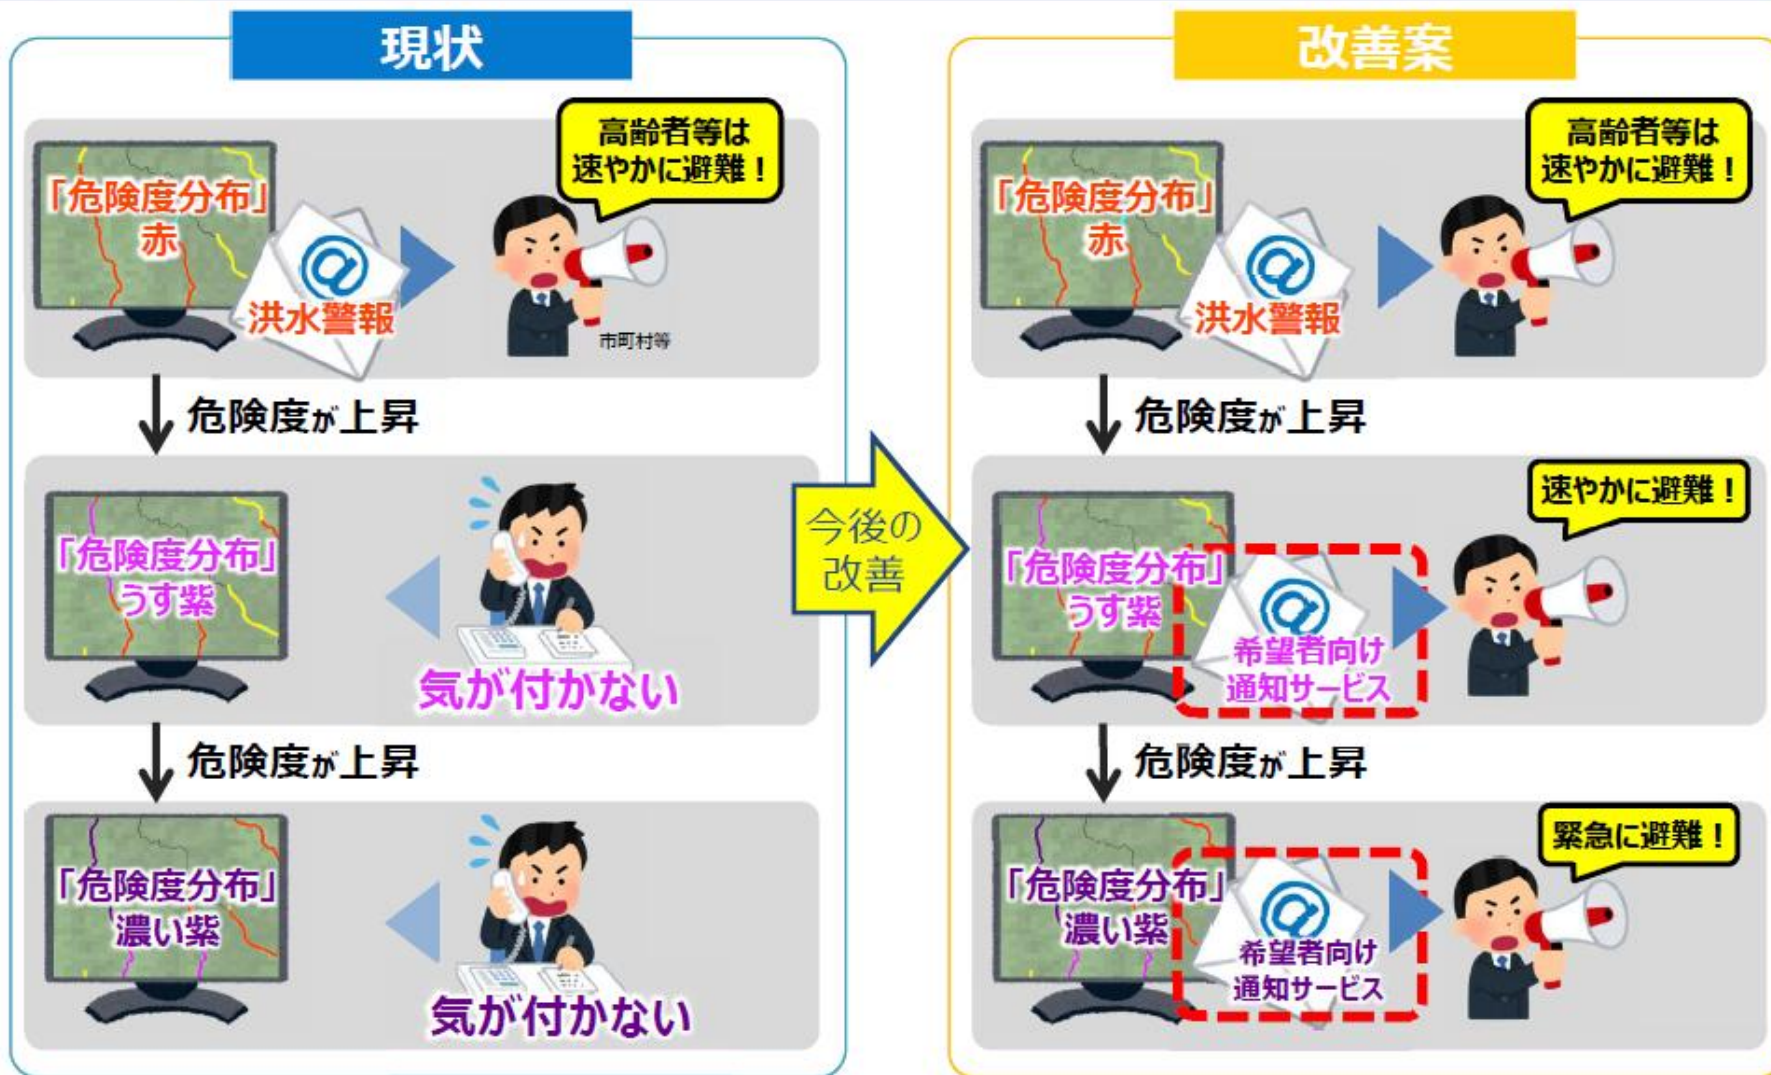 現状
高齢者等は
速やかに避難！
「危険度分布」
赤
@
洪水警報
市町村等
危険度が上昇
「危険度分布」
うす紫
気が付かない
危険度が上昇
「危険度分布」
濃い紫
気が付かない
今後の
改善
改善案
高齢者等は
速やかに避難！
「危険度分布」
赤
@
洪水警報
危険度が上昇
速やかに避難！
「危険度分布」
うす紫
@
希望者向け
通知サービス
危険度が上昇
緊急に避難！
「危険度分布」
濃い紫
@
希望者向け
通知サービス